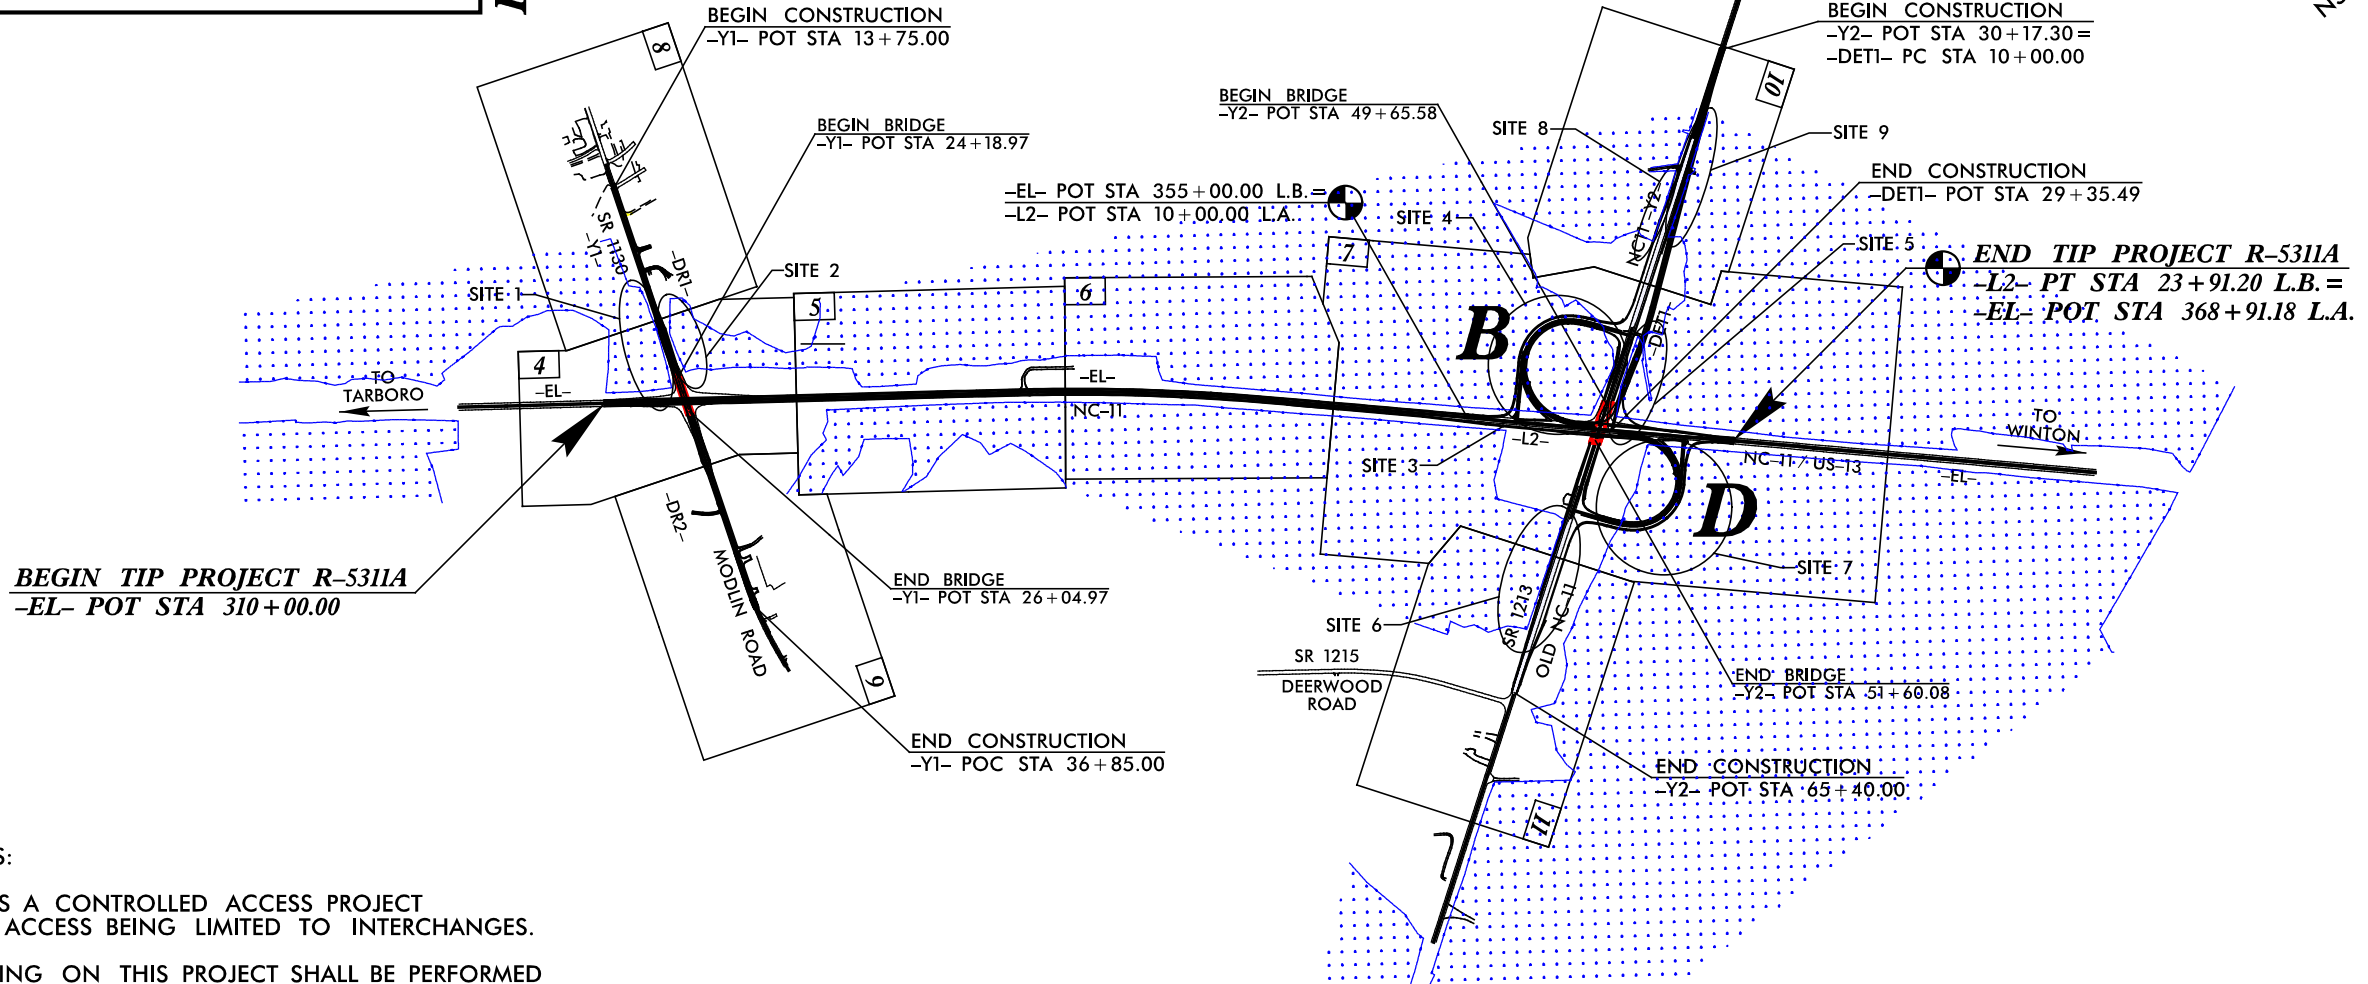 BEGIN CONSTRUCTION
-Y1- POT STA 13+75.00
8
BEGIN BRIDGE
-Y1- POT STA 24+18.97
SR 1130
-Y1-
-DR1-
SITE 1
SITE 2
4
5
6
7
TO
TARBORO
-EL-
-EL-
NC-11
BEGIN TIP PROJECT R-5311A
-EL- POT STA 310+00.00
-DR2-
MODLIN ROAD
END BRIDGE
-Y1- POT STA 26+04.97
9
END CONSTRUCTION
-Y1- POC STA 36+85.00
BEGIN CONSTRUCTION
-Y2- POT STA 30+17.30=
-DET1- PC STA 10+00.00
10
BEGIN BRIDGE
-Y2- POT STA 49+65.58
SITE 8
SITE 9
END CONSTRUCTION
-DET1- POT STA 29+35.49
-EL- POT STA 355+00.00 L.B.=
-L2- POT STA 10+00.00 L.A.
SITE 4
NC11 -Y2-
SITE 5
END TIP PROJECT R-5311A
-L2- PT STA 23+91.20 L.B.=
-EL- POT STA 368+91.18 L.A.
B
-DET1-
-L2-
SITE 3
TO
WINTON
NC-11 / US-13
-EL-
D
SITE 7
SITE 6
SR 1213
OLD NC-11
SR 1215
DEERWOOD
ROAD
END BRIDGE
-Y2- POT STA 51+60.08
END CONSTRUCTION
-Y2- POT STA 65+40.00
11
S:
S A CONTROLLED ACCESS PROJECT
ACCESS BEING LIMITED TO INTERCHANGES.
ING ON THIS PROJECT SHALL BE PERFORMED